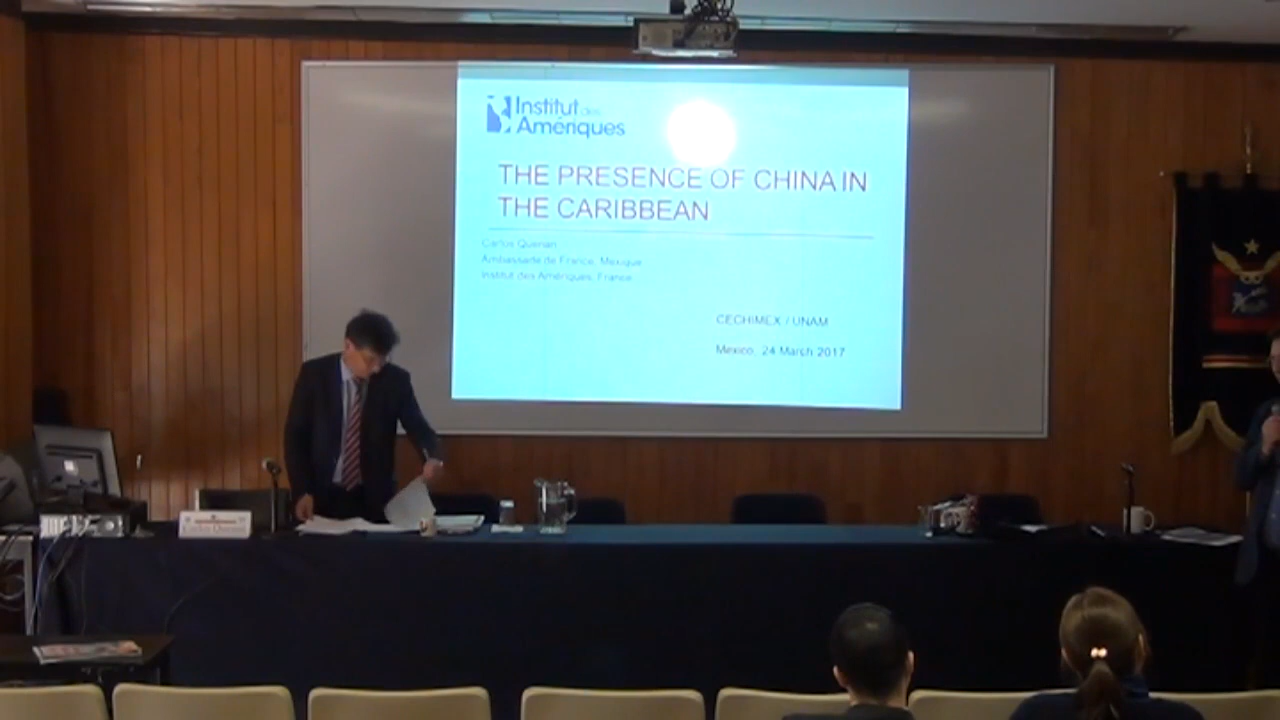 Institut des
Amériques
THE PRESENCE OF CHINA IN
THE CARIBBEAN
Carlos Quenan
Ambassade de France, Mexique
Institut des Amériques, France
CECHIMEX / UNAM
Mexico, 24 March 2017